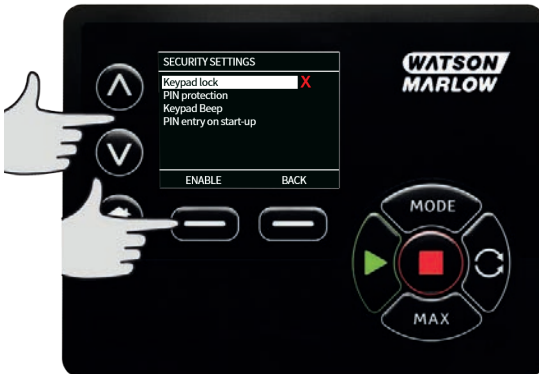 SECURITY SETTINGS
Keypad lock X
PIN protection
Keypad Beep
PIN entry on start-up
ENABLE BACK
WATSON
MARLOW
MODE
MAX